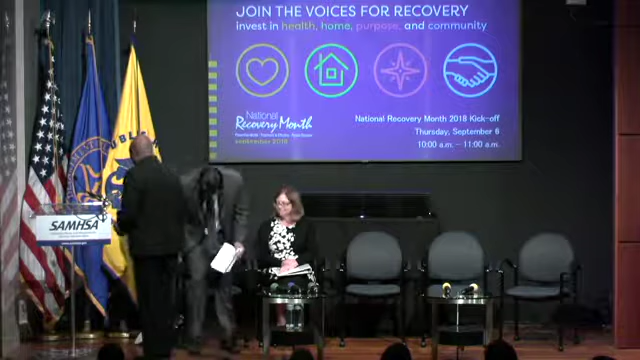 JOIN THE VOICES FOR RECOVERY
invest in health, home, purpose, and community
National
Recovery Month
National Recovery Month 2018 Kick-off
Thursday, September 6
10:00 a.m. – 11:00 a.m.
SAMHSA